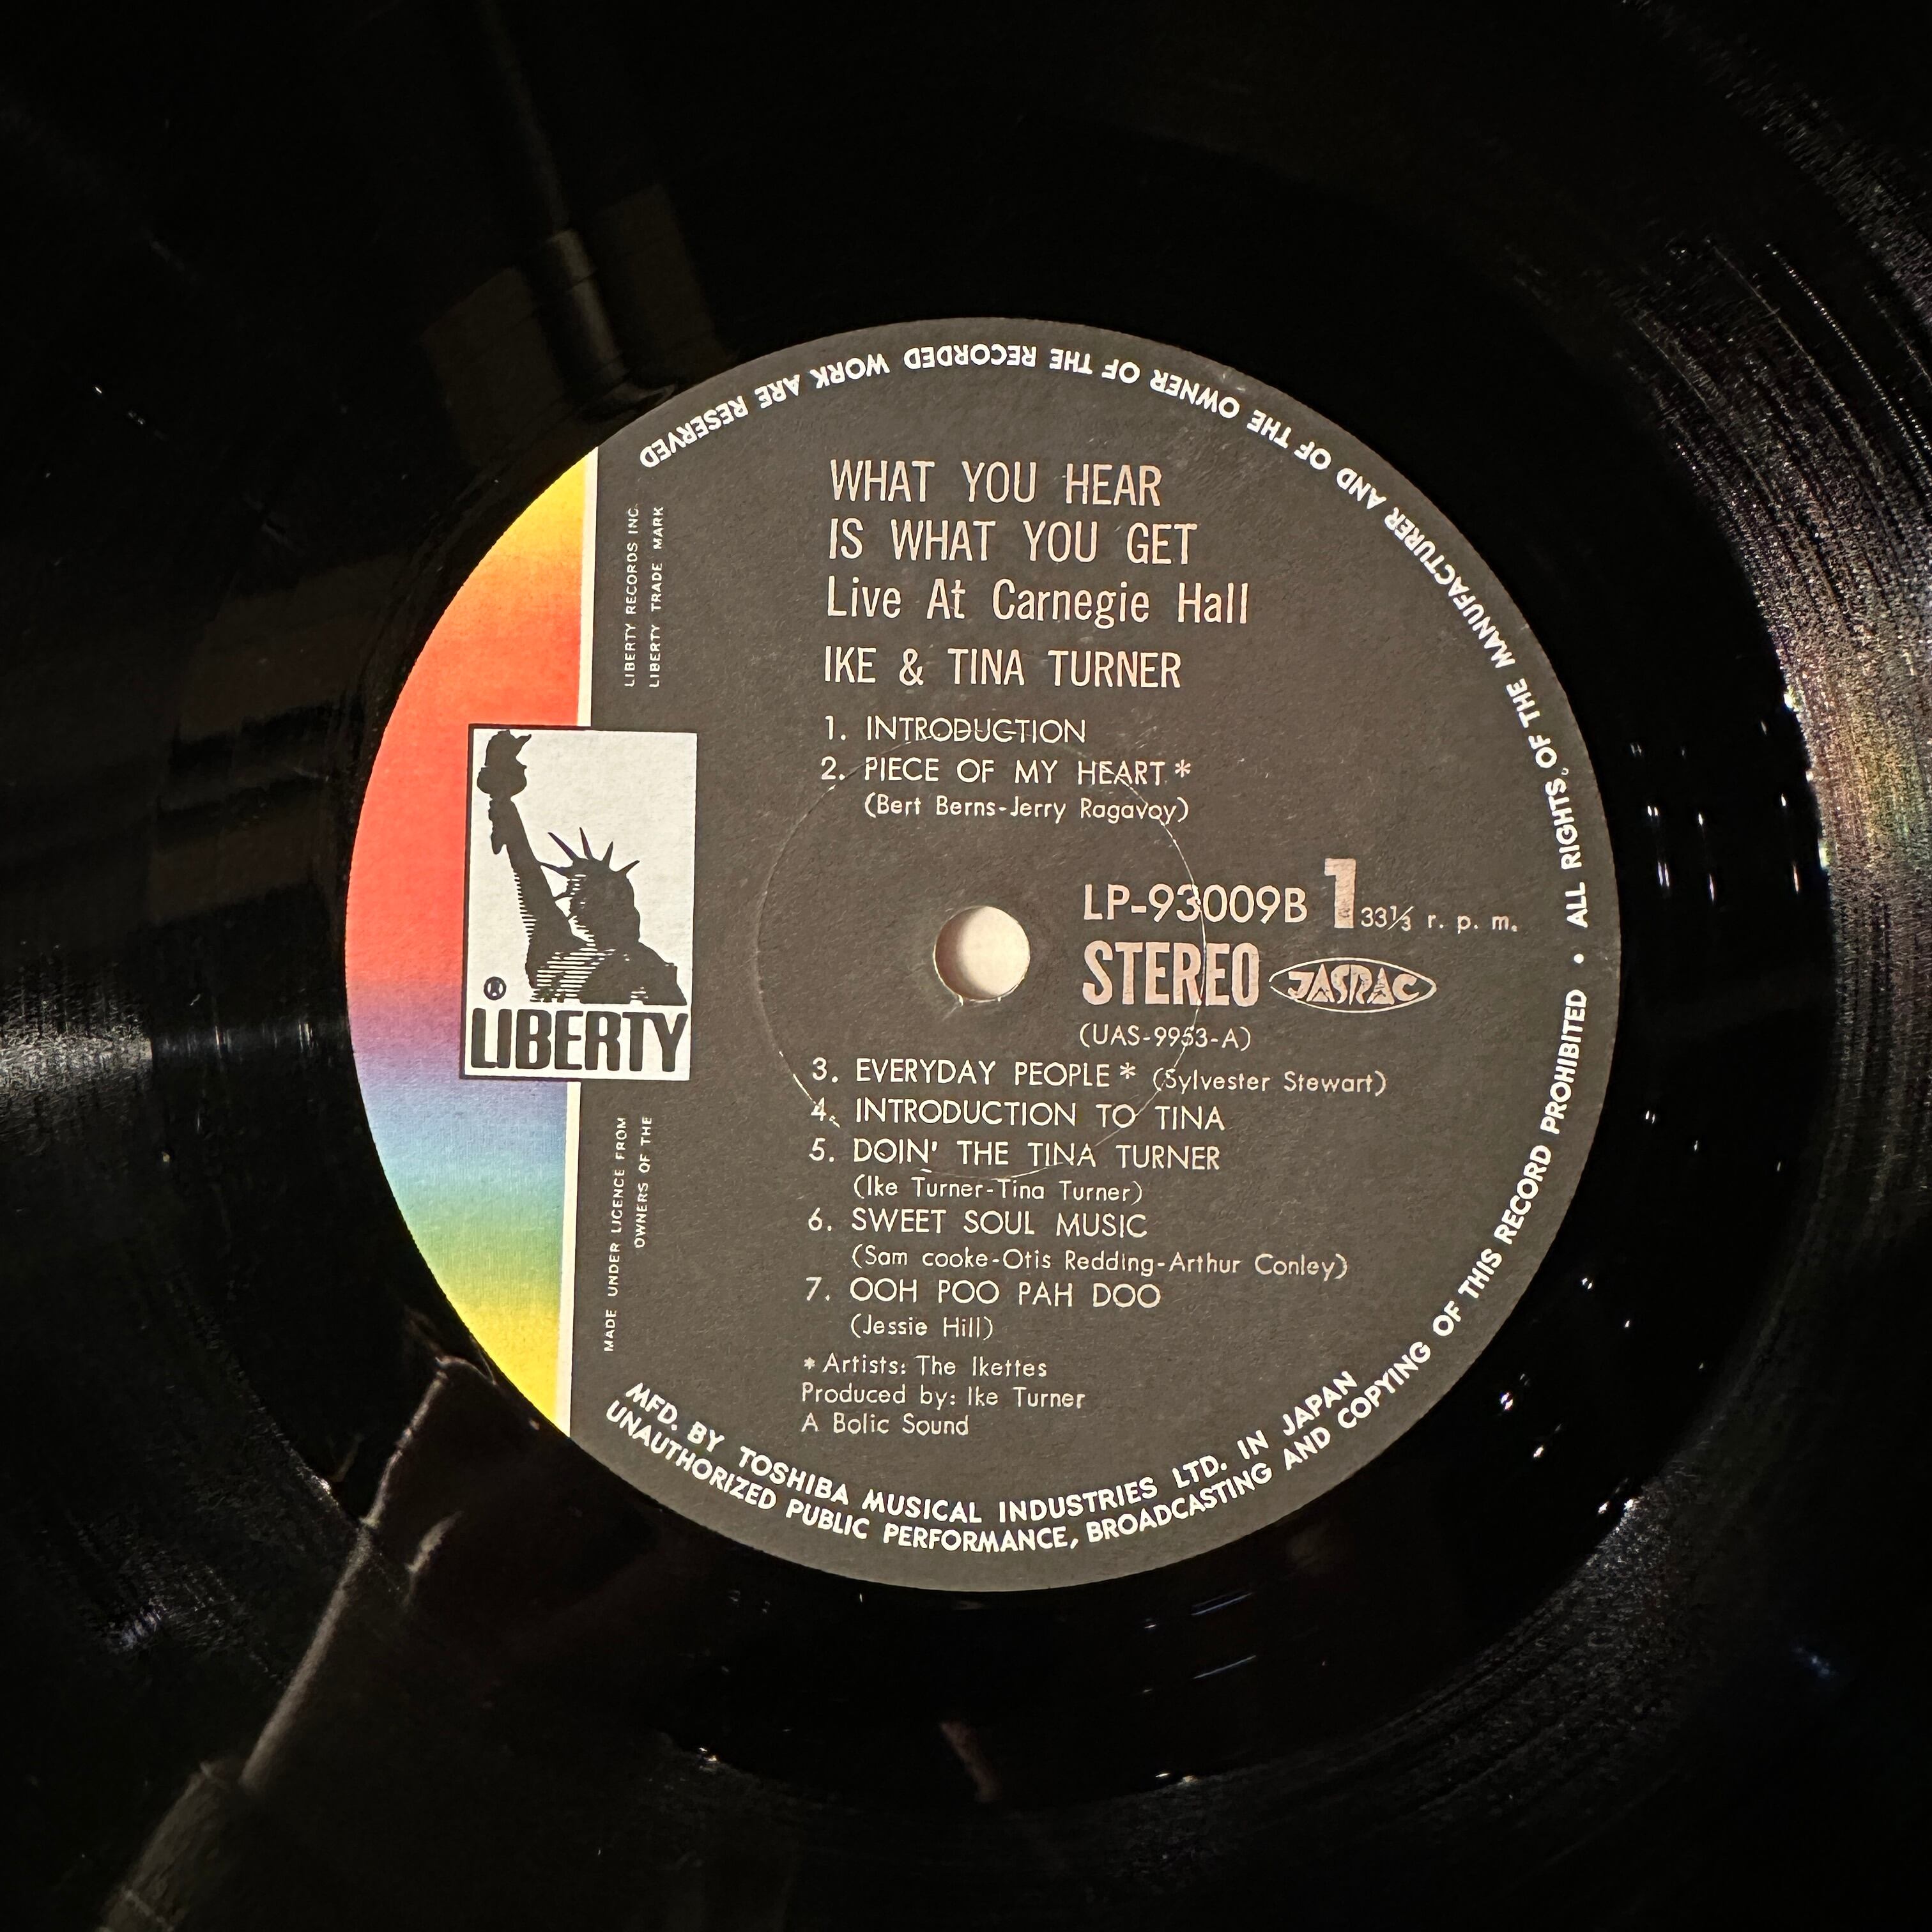 WHAT YOU HEAR
IS WHAT YOU GET
Live At Carnegie Hall
IKE & TINA TURNER
1. INTRODUCTION
2. PIECE OF MY HEART *
(Bert Berns-Jerry Ragavoy)
LP-93009B 1 33⅓ r. p. m.
STEREO JASRAC
(UAS-9953-A)
3. EVERYDAY PEOPLE * (Sylvester Stewart)
4. INTRODUCTION TO TINA
5. DOIN' THE TINA TURNER
(Ike Turner-Tina Turner)
6. SWEET SOUL MUSIC
(Sam cooke-Otis Redding-Arthur Conley)
7. OOH POO PAH DOO
(Jessie Hill)
* Artists: The Ikettes
Produced by: Ike Turner
A Bolic Sound
LIBERTY RECORDS INC.
LIBERTY TRADE MARK
®
LIBERTY
MADE UNDER LICENCE FROM
OWNERS OF THE
MFD. BY TOSHIBA MUSICAL INDUSTRIES LTD. IN JAPAN
UNAUTHORIZED PUBLIC PERFORMANCE, BROADCASTING AND COPYING OF THIS RECORD PROHIBITED • ALL RIGHTS OF THE MANUFACTURER AND OF THE OWNER OF THE RECORDED WORK ARE RESERVED